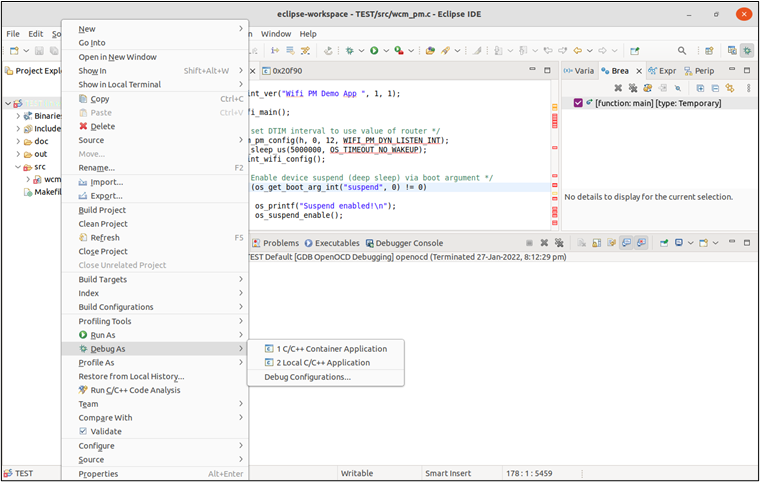 eclipse-workspace - TEST/src/wcm_pm.c - Eclipse IDE
File Edit Window Help
Project Explo
0x20f90
Varia Brea Expr Perip
TEST
Binarie
Include
doc
out
src
wcm
Makefil
New
Go Into
Open in New Window
Show In Shift+Alt+W
Show in Local Terminal
Copy Ctrl+C
Paste Ctrl+V
Delete
Source
Move...
Rename... F2
Import...
Export...
Build Project
Clean Project
Refresh F5
Close Project
Close Unrelated Project
Build Targets
Index
Build Configurations
Profiling Tools
Run As
Debug As
Profile As
Restore from Local History...
Run C/C++ Code Analysis
Team
Compare With
Validate
Configure
Source
Properties Alt+Enter
1 C/C++ Container Application
2 Local C/C++ Application
Debug Configurations...
int_ver("Wifi PM Demo App ", 1, 1);
fi_main();
set DTIM interval to use value of router */
_pm_config(h, 0, 12, WIFI_PM_DYN_LISTEN_INT);
sleep_us(5000000, OS_TIMEOUT_NO_WAKEUP);
int_wifi_config();
Enable device suspend (deep sleep) via boot argument */
(os_get_boot_arg_int("suspend", 0) != 0)
os_printf("Suspend enabled!\n");
os_suspend_enable();
[function: main] [type: Temporary]
No details to display for the current selection.
Problems Executables Debugger Console
TEST Default [GDB OpenOCD Debugging] openocd (Terminated 27-Jan-2022, 8:12:29 pm)
TEST Writable Smart Insert 178 : 1 : 5459